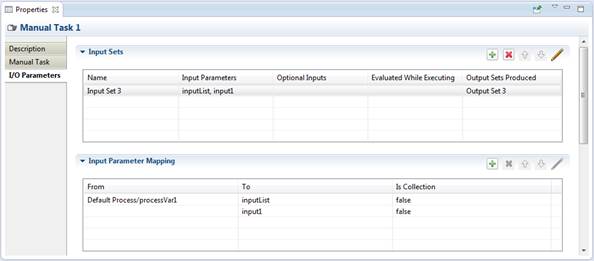 Properties
Manual Task 1
Description
Manual Task
I/O Parameters
Input Sets
Name Input Parameters Optional Inputs Evaluated While Executing Output Sets Produced
Input Set 3 inputList, input1 Output Set 3
Input Parameter Mapping
From To Is Collection
Default Process/processVar1 inputList false
input1 false